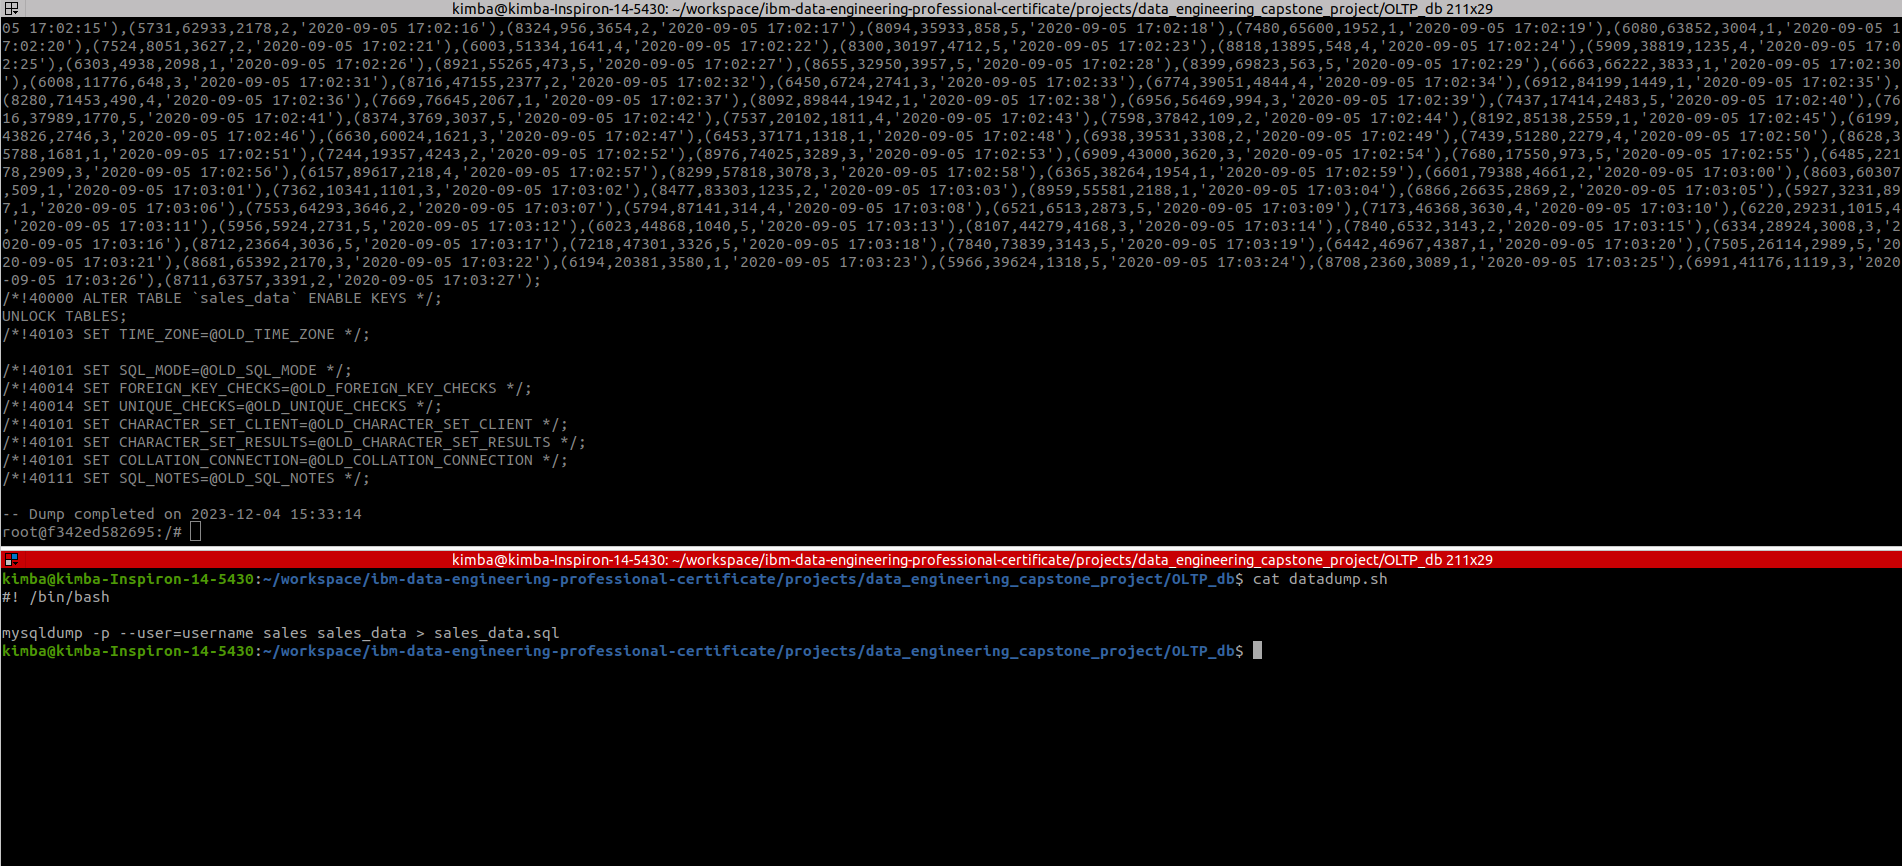 kimba@kimba-Inspiron-14-5430: ~/workspace/ibm-data-engineering-professional-certificate/projects/data_engineering_capstone_project/OLTP_db 211x29
05 17:02:15'),(5731,62933,2178,2,'2020-09-05 17:02:16'),(8324,956,3654,2,'2020-09-05 17:02:17'),(8094,35933,858,5,'2020-09-05 17:02:18'),(7480,65600,1952,1,'2020-09-05 17:02:19'),(6080,63852,3004,1,'2020-09-05 1
7:02:20'),(7524,8051,3627,2,'2020-09-05 17:02:21'),(6003,51334,1641,4,'2020-09-05 17:02:22'),(8300,30197,4712,5,'2020-09-05 17:02:23'),(8818,13895,548,4,'2020-09-05 17:02:24'),(5909,38819,1235,4,'2020-09-05 17:0
2:25'),(6303,4938,2098,1,'2020-09-05 17:02:26'),(8921,55265,473,5,'2020-09-05 17:02:27'),(8655,32950,3957,5,'2020-09-05 17:02:28'),(8399,69823,563,5,'2020-09-05 17:02:29'),(6663,66222,3833,1,'2020-09-05 17:02:30
'),(6008,11776,648,3,'2020-09-05 17:02:31'),(8716,47155,2377,2,'2020-09-05 17:02:32'),(6450,6724,2741,3,'2020-09-05 17:02:33'),(6774,39051,4844,4,'2020-09-05 17:02:34'),(6912,84199,1449,1,'2020-09-05 17:02:35'),
(8280,71453,490,4,'2020-09-05 17:02:36'),(7669,76645,2067,1,'2020-09-05 17:02:37'),(8092,89844,1942,1,'2020-09-05 17:02:38'),(6956,56469,994,3,'2020-09-05 17:02:39'),(7437,17414,2483,5,'2020-09-05 17:02:40'),(76
16,37989,1770,5,'2020-09-05 17:02:41'),(8374,3769,3037,5,'2020-09-05 17:02:42'),(7537,20102,1811,4,'2020-09-05 17:02:43'),(7598,37842,109,2,'2020-09-05 17:02:44'),(8192,85138,2559,1,'2020-09-05 17:02:45'),(6199,
43826,2746,3,'2020-09-05 17:02:46'),(6630,60024,1621,3,'2020-09-05 17:02:47'),(6453,37171,1318,1,'2020-09-05 17:02:48'),(6938,39531,3308,2,'2020-09-05 17:02:49'),(7439,51280,2279,4,'2020-09-05 17:02:50'),(8628,3
5788,1681,1,'2020-09-05 17:02:51'),(7244,19357,4243,2,'2020-09-05 17:02:52'),(8976,74025,3289,3,'2020-09-05 17:02:53'),(6909,43000,3620,3,'2020-09-05 17:02:54'),(7680,17550,973,5,'2020-09-05 17:02:55'),(6485,221
78,2909,3,'2020-09-05 17:02:56'),(6157,89617,218,4,'2020-09-05 17:02:57'),(8299,57818,3078,3,'2020-09-05 17:02:58'),(6365,38264,1954,1,'2020-09-05 17:02:59'),(6601,79388,4661,2,'2020-09-05 17:03:00'),(8603,60307
,509,1,'2020-09-05 17:03:01'),(7362,10341,1101,3,'2020-09-05 17:03:02'),(8477,83303,1235,2,'2020-09-05 17:03:03'),(8959,55581,2188,1,'2020-09-05 17:03:04'),(6866,26635,2869,2,'2020-09-05 17:03:05'),(5927,3231,89
7,1,'2020-09-05 17:03:06'),(7553,64293,3646,2,'2020-09-05 17:03:07'),(5794,87141,314,4,'2020-09-05 17:03:08'),(6521,6513,2873,5,'2020-09-05 17:03:09'),(7173,46368,3630,4,'2020-09-05 17:03:10'),(6220,29231,1015,4
,'2020-09-05 17:03:11'),(5956,5924,2731,5,'2020-09-05 17:03:12'),(6023,44868,1040,5,'2020-09-05 17:03:13'),(8107,44279,4168,3,'2020-09-05 17:03:14'),(7840,6532,3143,2,'2020-09-05 17:03:15'),(6334,28924,3008,3,'2
020-09-05 17:03:16'),(8712,23664,3036,5,'2020-09-05 17:03:17'),(7218,47301,3326,5,'2020-09-05 17:03:18'),(7840,73839,3143,5,'2020-09-05 17:03:19'),(6442,46967,4387,1,'2020-09-05 17:03:20'),(7505,26114,2989,5,'20
20-09-05 17:03:21'),(8681,65392,2170,3,'2020-09-05 17:03:22'),(6194,20381,3580,1,'2020-09-05 17:03:23'),(5966,39624,1318,5,'2020-09-05 17:03:24'),(8708,2360,3089,1,'2020-09-05 17:03:25'),(6991,41176,1119,3,'2020
-09-05 17:03:26'),(8711,63757,3391,2,'2020-09-05 17:03:27');
/*!40000 ALTER TABLE `sales_data` ENABLE KEYS */;
UNLOCK TABLES;
/*!40103 SET TIME_ZONE=@OLD_TIME_ZONE */;
/*!40101 SET SQL_MODE=@OLD_SQL_MODE */;
/*!40014 SET FOREIGN_KEY_CHECKS=@OLD_FOREIGN_KEY_CHECKS */;
/*!40014 SET UNIQUE_CHECKS=@OLD_UNIQUE_CHECKS */;
/*!40101 SET CHARACTER_SET_CLIENT=@OLD_CHARACTER_SET_CLIENT */;
/*!40101 SET CHARACTER_SET_RESULTS=@OLD_CHARACTER_SET_RESULTS */;
/*!40101 SET COLLATION_CONNECTION=@OLD_COLLATION_CONNECTION */;
/*!40111 SET SQL_NOTES=@OLD_SQL_NOTES */;
-- Dump completed on 2023-12-04 15:33:14
root@f342ed582695:/#
kimba@kimba-Inspiron-14-5430: ~/workspace/ibm-data-engineering-professional-certificate/projects/data_engineering_capstone_project/OLTP_db 211x29
kimba@kimba-Inspiron-14-5430:~/workspace/ibm-data-engineering-professional-certificate/projects/data_engineering_capstone_project/OLTP_db$ cat datadump.sh
#! /bin/bash
mysqldump -p --user=username sales sales_data > sales_data.sql
kimba@kimba-Inspiron-14-5430:~/workspace/ibm-data-engineering-professional-certificate/projects/data_engineering_capstone_project/OLTP_db$